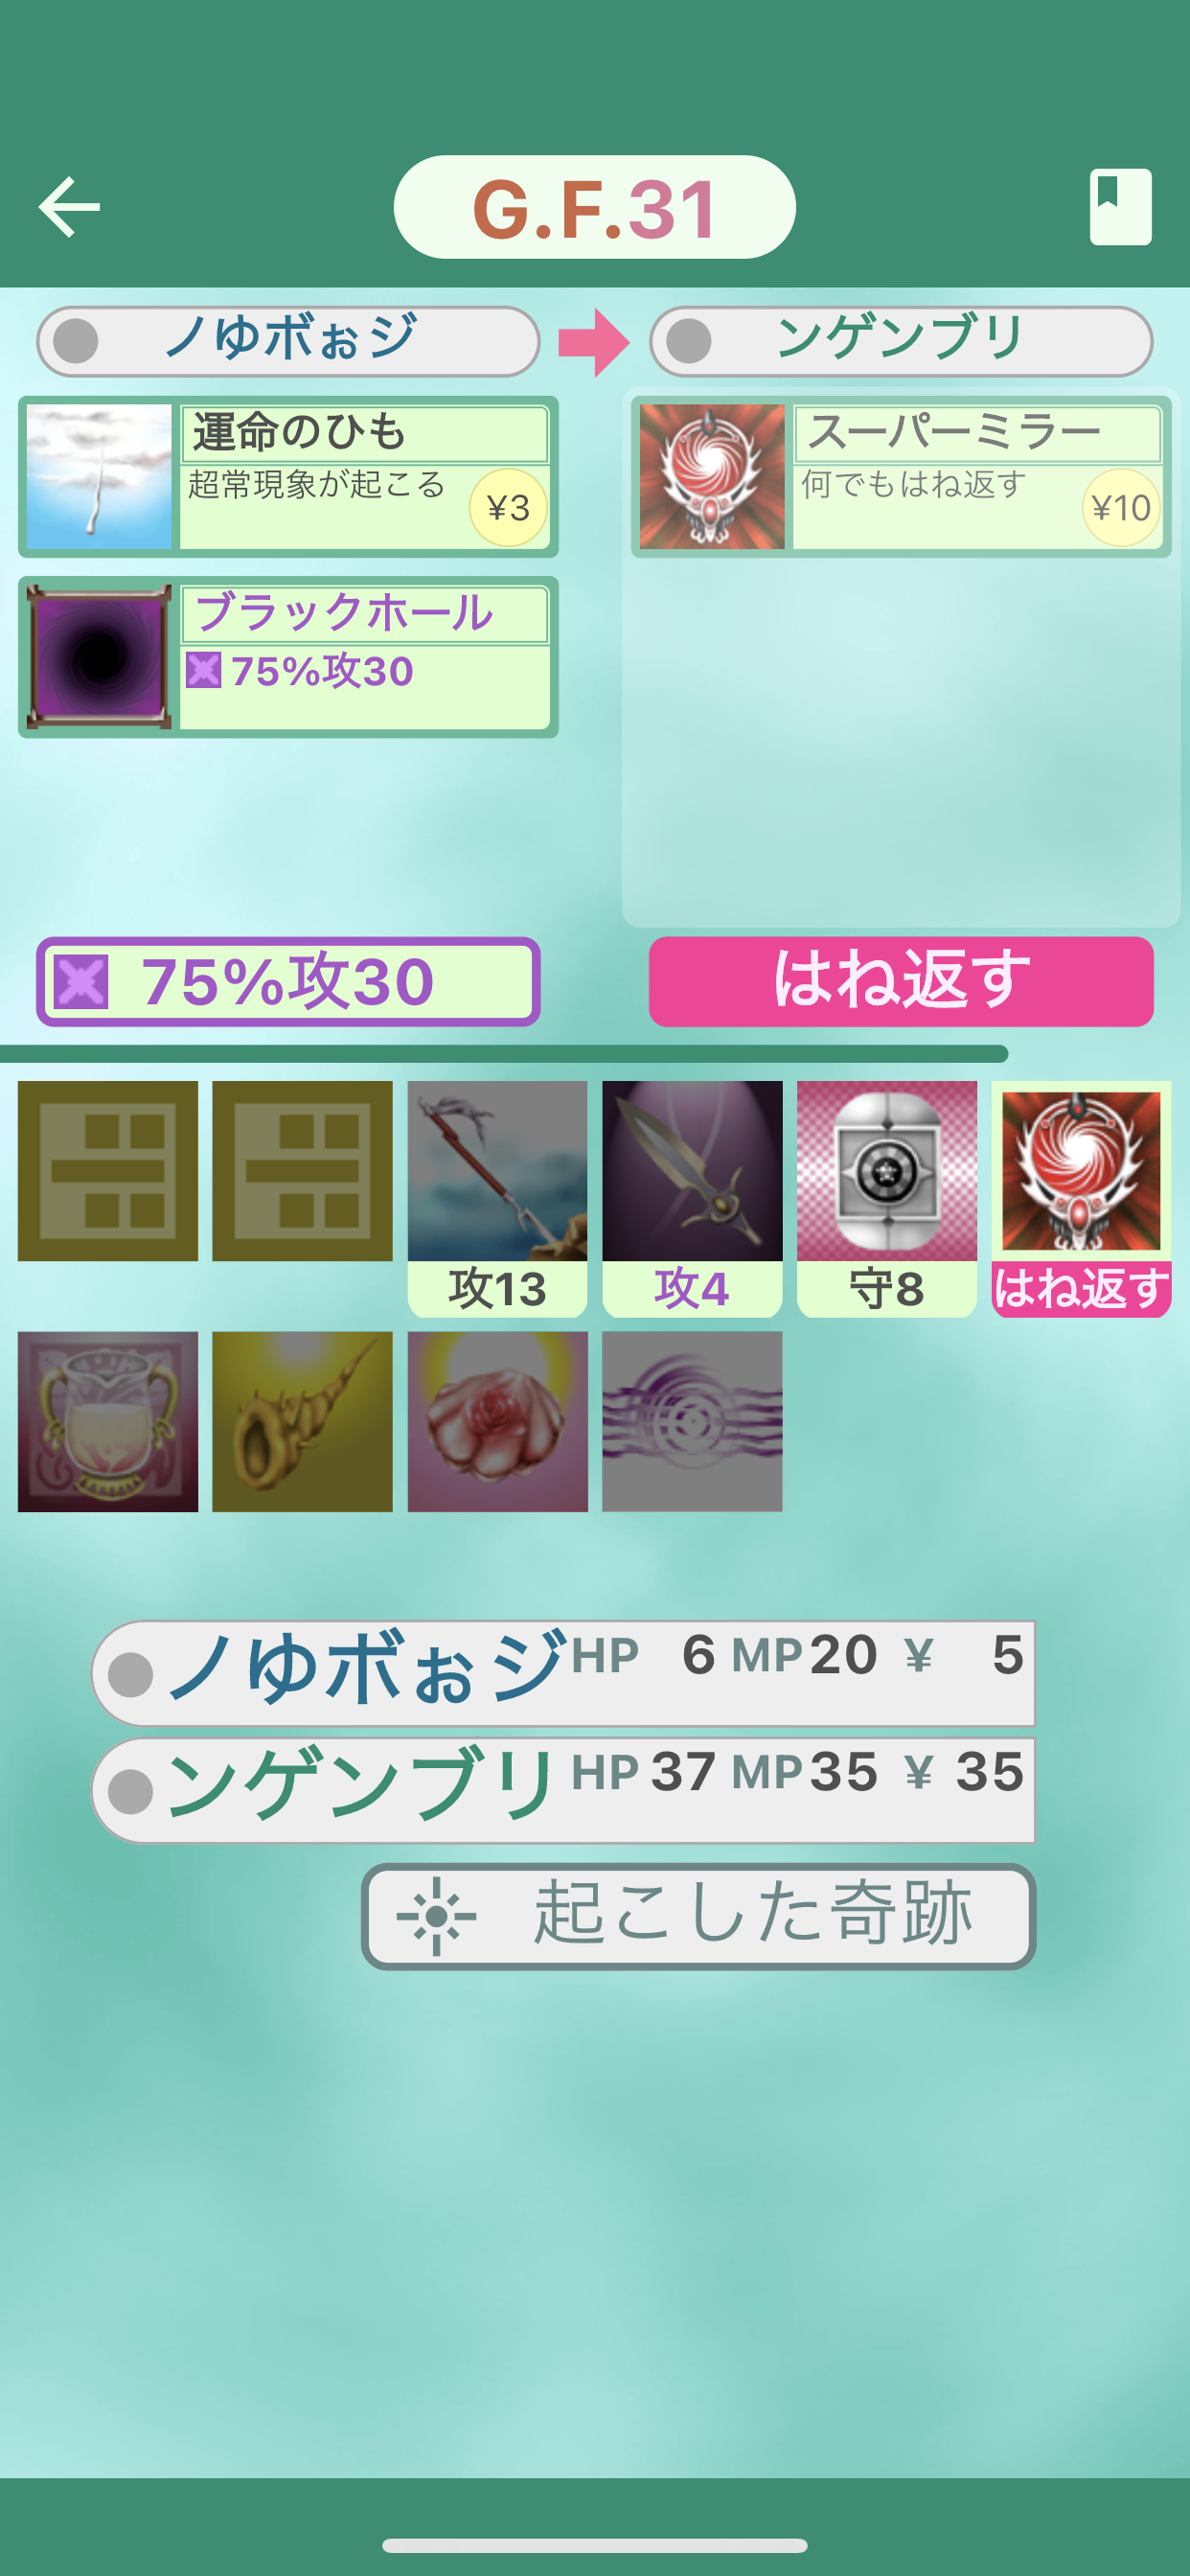 G.F.31
ノゆボぉジ
ンゲンブリ
運命のひも
超常現象が起こる
¥3
スーパーミラー
何でもはね返す
¥10
ブラックホール
75%攻30
75%攻30
はね返す
攻13
攻4
守8
はね返す
ノゆボぉジ HP 6 MP 20 ¥ 5
ンゲンブリ HP 37 MP 35 ¥ 35
起こした奇跡